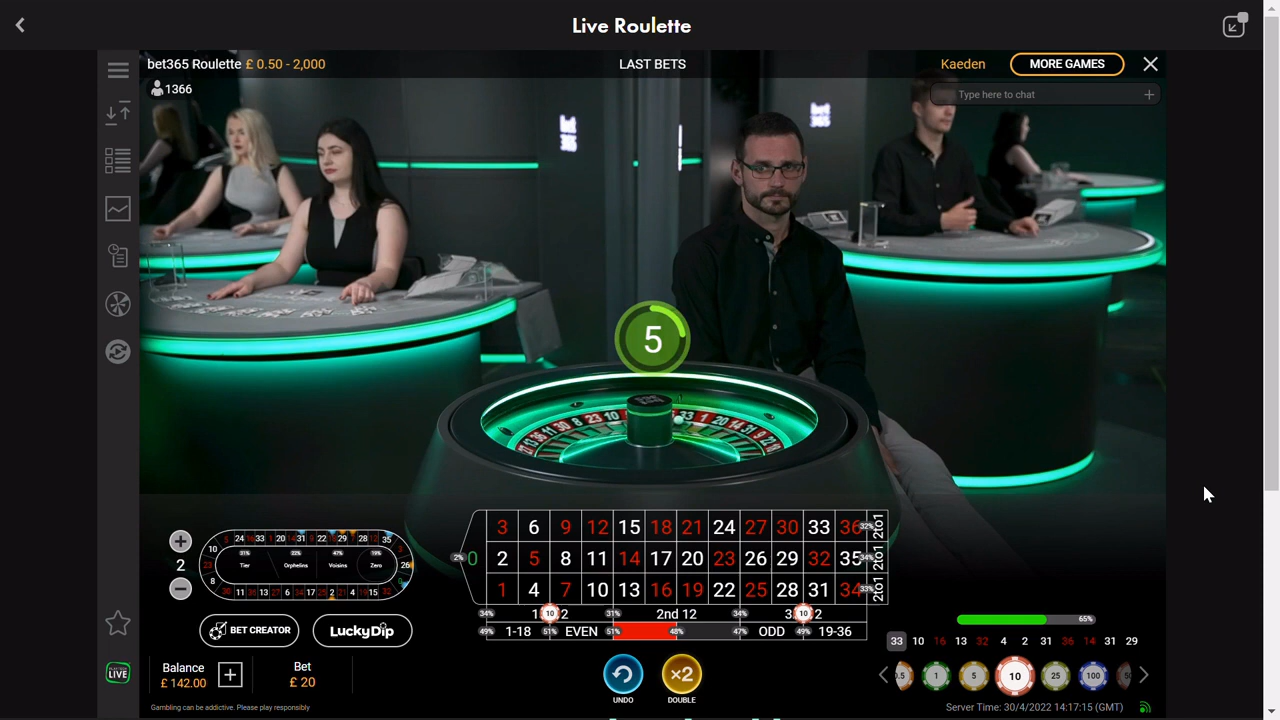 Live Roulette
bet365 Roulette £ 0.50 - 2,000
LAST BETS
Kaeden
MORE GAMES
1366
Type here to chat
5
3 6 9 12 15 18 21 24 27 30 33 36 2to1
0 2 5 8 11 14 17 20 23 26 29 32 35 2to1
1 4 7 10 13 16 19 22 25 28 31 34 2to1
2nd 12
1-18 EVEN ODD 19-36
2
Tier Orphelins Voisins Zero
BET CREATOR
LuckyDip
65%
33 10 16 13 32 4 2 31 36 14 31 29
Balance
£ 142.00
Bet
£ 20
UNDO
×2
DOUBLE
0.5 1 5 10 25 100
LIVE
Gambling can be addictive. Please play responsibly
Server Time: 30/4/2022 14:17:15 (GMT)